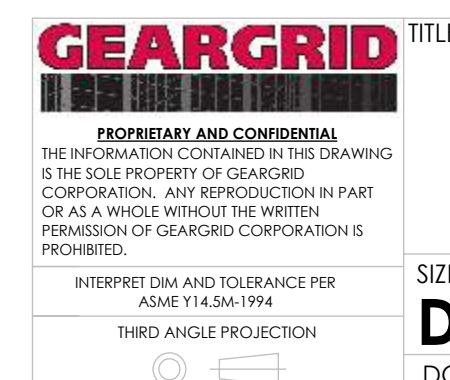 GEARGRID
TITLE
PROPRIETARY AND CONFIDENTIAL
THE INFORMATION CONTAINED IN THIS DRAWING
IS THE SOLE PROPERTY OF GEARGRID
CORPORATION.  ANY REPRODUCTION IN PART
OR AS A WHOLE WITHOUT THE WRITTEN
PERMISSION OF GEARGRID CORPORATION IS
PROHIBITED.
INTERPRET DIM AND TOLERANCE PER
ASME Y14.5M-1994
SIZE
D
THIRD ANGLE PROJECTION